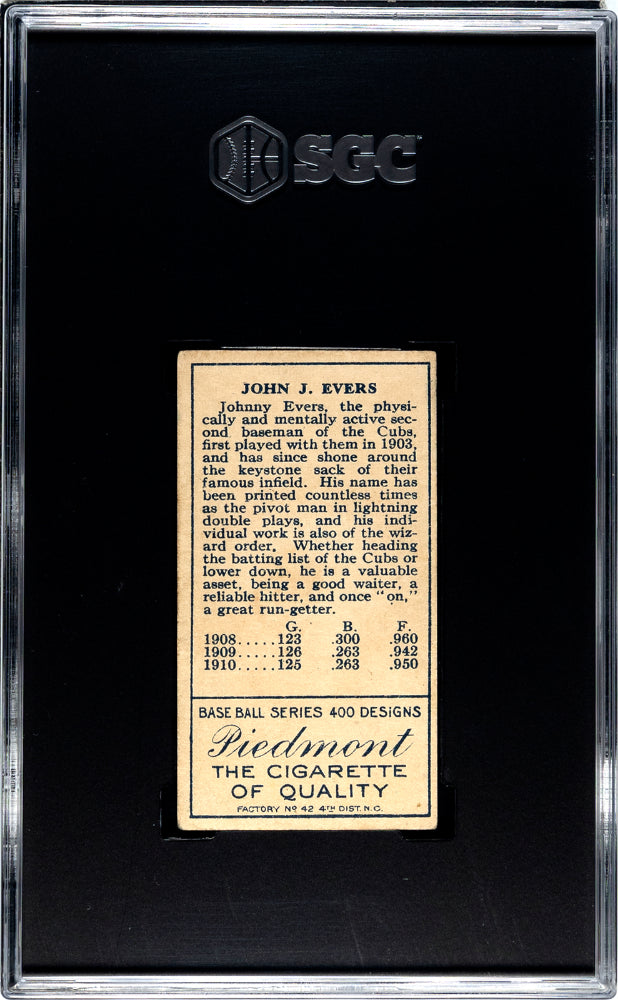 SGC
JOHN J. EVERS
Johnny Evers, the physi-
cally and mentally active sec-
ond baseman of the Cubs,
first played with them in 1903,
and has since shone around
the keystone sack of their
famous infield. His name has
been printed countless times
as the pivot man in lightning
double plays, and his indi-
vidual work is also of the wiz-
ard order. Whether heading
the batting list of the Cubs or
lower down, he is a valuable
asset, being a good waiter, a
reliable hitter, and once "on,"
a great run-getter.
G. B. F.
1908.....123 .300 .960
1909.....126 .263 .942
1910.....125 .263 .950
BASE BALL SERIES 400 DESIGNS
Piedmont
THE CIGARETTE
OF QUALITY
FACTORY Nº 42 4TH DIST. N.C.